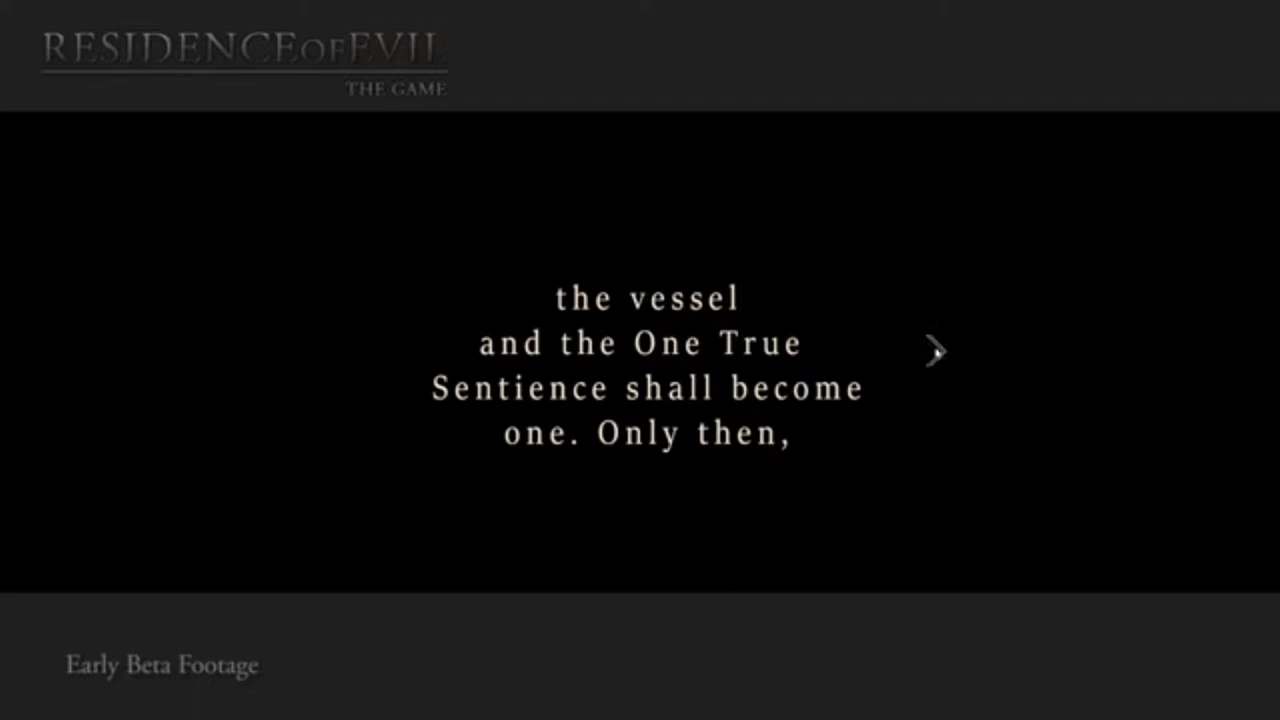 RESIDENCE OF EVIL
THE GAME
the vessel
and the One True
Sentience shall become
one. Only then,
Early Beta Footage